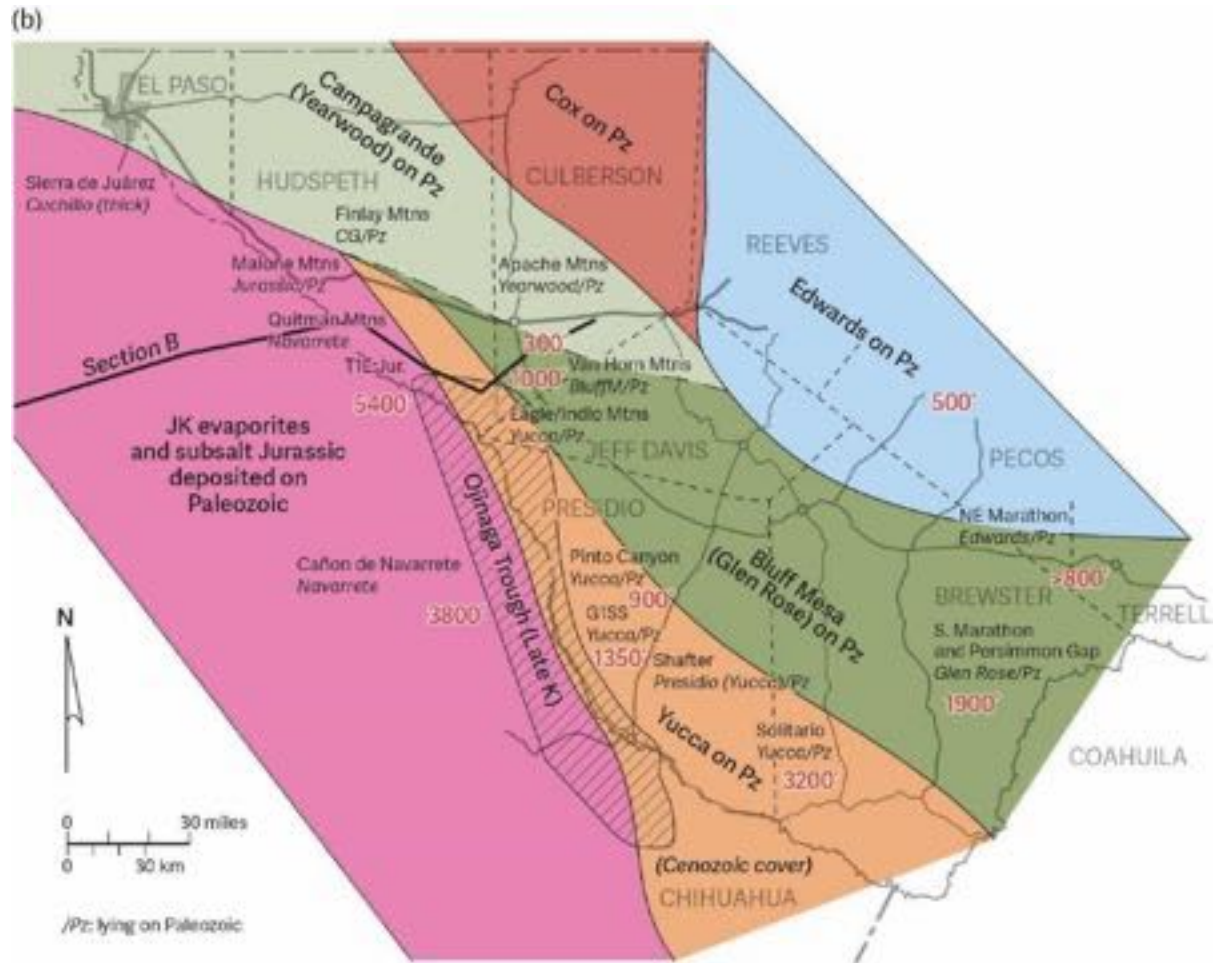 (b)
EL PASO
Campagrande
(Yearwood) on Pz
Cox on Pz
CULBERSON
HUDSPETH
Sierra de Juárez
Cuchillo (thick)
Finlay Mtns
CG/Pz
REEVES
Malone Mtns
Jurassic/Pz
Apache Mtns
Yearwood/Pz
Edwards on Pz
Quitman Mtns
Navarrete
Section B
300
Van Horn Mtns
BluffM/Pz
TIE-Jur.
000
5400
500'
Eagle/Indio Mtns
Yucca/Pz
JEFF DAVIS
PECOS
JK evaporites
and subsalt Jurassic
deposited on
Paleozoic
Ojinaga Trough (Late K)
PRESIDIO
NE Marathon
Edwards/Pz
Cañon de Navarrete
Navarrete
Pinto Canyon
Yucca/Pz
900'
Bluff Mesa
(Glen Rose) on Pz
>800'
BREWSTER
TERRELL
3800
G1SS
Yucca/Pz
1350'
S. Marathon
and Persimmon Gap
Glen Rose/Pz
1900'
N
Shafter
Presidio (Yucca)/Pz
Yucca on Pz
Solitario
Yucca/Pz
3200'
COAHUILA
0 30 miles
0 30 km
(Cenozoic cover)
CHIHUAHUA
/Pz: lying on Paleozoic